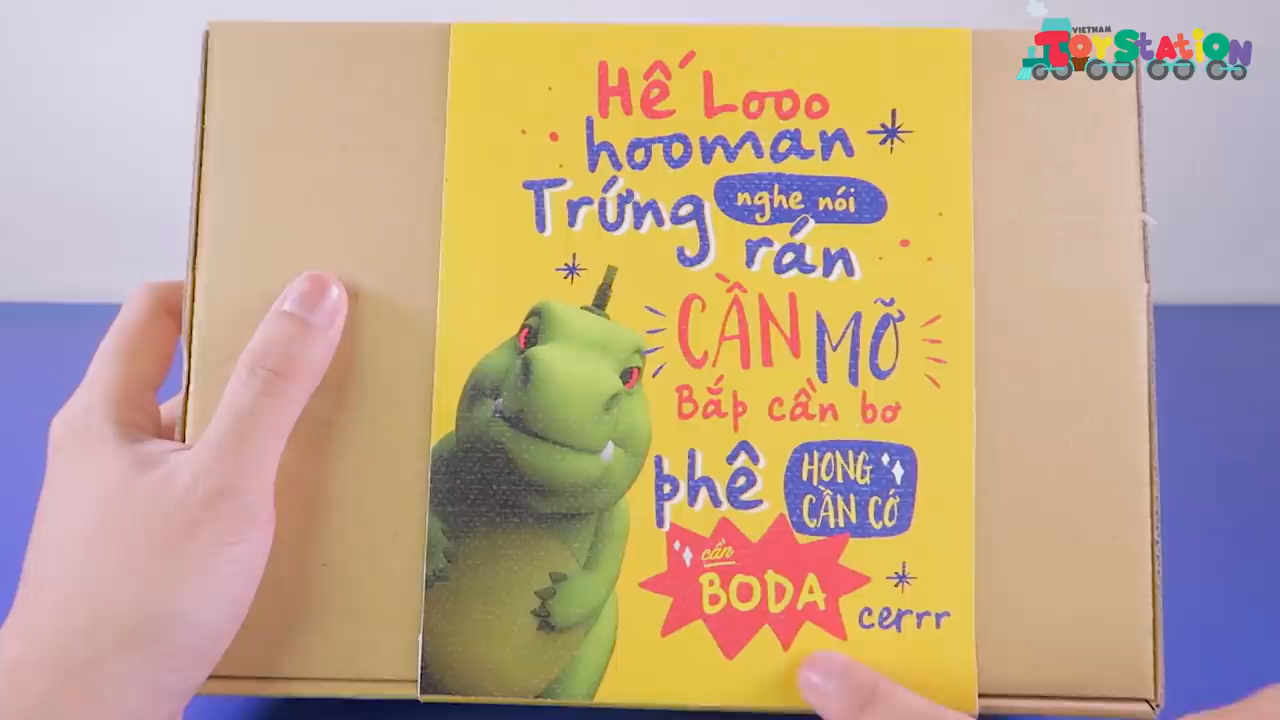 VIETNAM
TOYSTATION
Hế Looo
hooman
Trứng nghe nói
rán
CẦN MỠ
Bắp cần bơ
phê HONG
CẦN CỚ
cần
BODA
cerrr